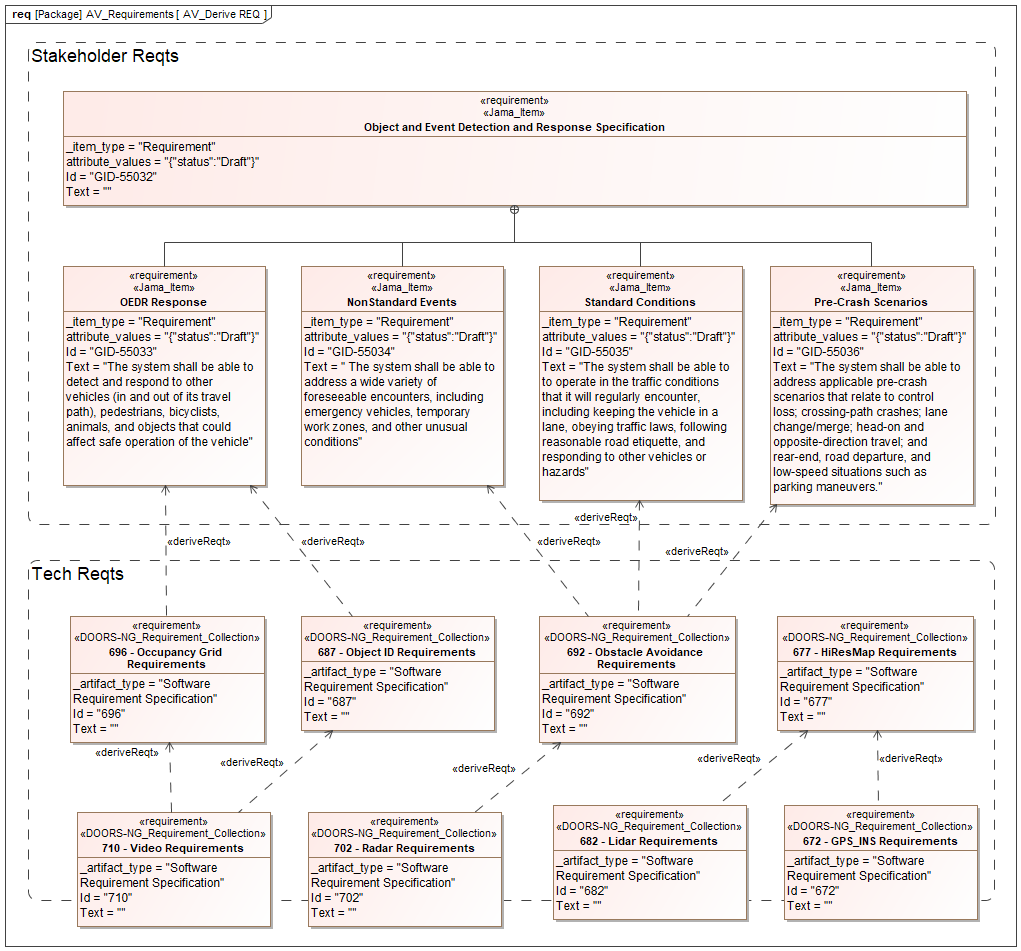 req [Package] AV_Requirements [ AV_Derive REQ ]
Stakeholder Reqts
«requirement»
«Jama_Item»
Object and Event Detection and Response Specification
_item_type = "Requirement"
attribute_values = "{"status":"Draft"}"
Id = "GID-55032"
Text = ""
«requirement»
«Jama_Item»
OEDR Response
_item_type = "Requirement"
attribute_values = "{"status":"Draft"}"
Id = "GID-55033"
Text = "The system shall be able to
detect and respond to other
vehicles (in and out of its travel
path), pedestrians, bicyclists,
animals, and objects that could
affect safe operation of the vehicle"
«requirement»
«Jama_Item»
NonStandard Events
_item_type = "Requirement"
attribute_values = "{"status":"Draft"}"
Id = "GID-55034"
Text = " The system shall be able to
address a wide variety of
foreseeable encounters, including
emergency vehicles, temporary
work zones, and other unusual
conditions"
«requirement»
«Jama_Item»
Standard Conditions
_item_type = "Requirement"
attribute_values = "{"status":"Draft"}"
Id = "GID-55035"
Text = "The system shall be able to
to operate in the traffic conditions
that it will regularly encounter,
including keeping the vehicle in a
lane, obeying traffic laws, following
reasonable road etiquette, and
responding to other vehicles or
hazards"
«requirement»
«Jama_Item»
Pre-Crash Scenarios
_item_type = "Requirement"
attribute_values = "{"status":"Draft"}"
Id = "GID-55036"
Text = "The system shall be able to
address applicable pre-crash
scenarios that relate to control
loss; crossing-path crashes; lane
change/merge; head-on and
opposite-direction travel; and
rear-end, road departure, and
low-speed situations such as
parking maneuvers."
«deriveReqt»
«deriveReqt»
«deriveReqt»
«deriveReqt»
«deriveReqt»
Tech Reqts
«requirement»
«DOORS-NG_Requirement_Collection»
696 - Occupancy Grid
Requirements
_artifact_type = "Software
Requirement Specification"
Id = "696"
Text = ""
«requirement»
«DOORS-NG_Requirement_Collection»
687 - Object ID Requirements
_artifact_type = "Software
Requirement Specification"
Id = "687"
Text = ""
«requirement»
«DOORS-NG_Requirement_Collection»
692 - Obstacle Avoidance
Requirements
_artifact_type = "Software
Requirement Specification"
Id = "692"
Text = ""
«requirement»
«DOORS-NG_Requirement_Collection»
677 - HiResMap Requirements
_artifact_type = "Software
Requirement Specification"
Id = "677"
Text = ""
«deriveReqt»
«deriveReqt»
«deriveReqt»
«deriveReqt»
«deriveReqt»
«requirement»
«DOORS-NG_Requirement_Collection»
710 - Video Requirements
_artifact_type = "Software
Requirement Specification"
Id = "710"
Text = ""
«requirement»
«DOORS-NG_Requirement_Collection»
702 - Radar Requirements
_artifact_type = "Software
Requirement Specification"
Id = "702"
Text = ""
«requirement»
«DOORS-NG_Requirement_Collection»
682 - Lidar Requirements
_artifact_type = "Software
Requirement Specification"
Id = "682"
Text = ""
«requirement»
«DOORS-NG_Requirement_Collection»
672 - GPS_INS Requirements
_artifact_type = "Software
Requirement Specification"
Id = "672"
Text = ""